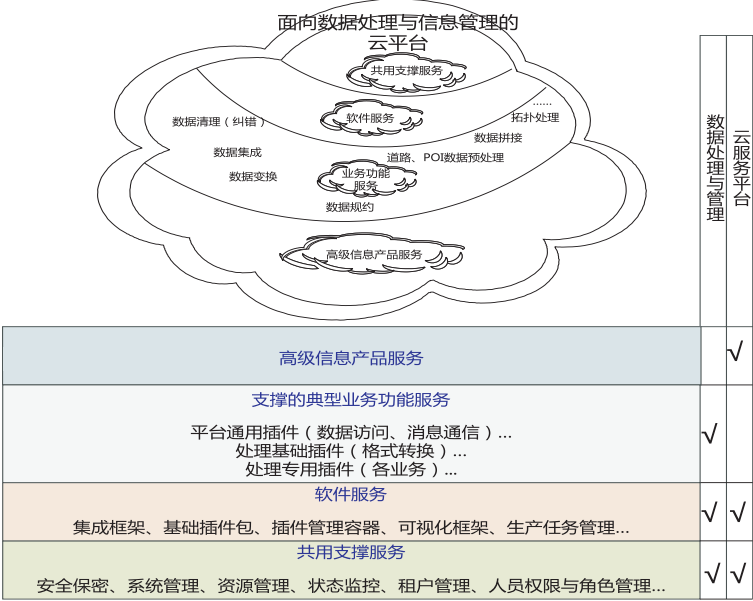 面向数据处理与信息管理的
云平台
共用支撑服务
……
软件服务
拓扑处理
数据清理（纠错）
数据拼接
数据集成
道路、POI数据预处理
业务功能
服务
数据变换
数据规约
高级信息产品服务
数据处理与管理
云服务平台
高级信息产品服务
√
支撑的典型业务功能服务
平台通用插件（数据访问、消息通信）...
√
处理基础插件（格式转换）...
处理专用插件（各业务）...
软件服务
√ √
集成框架、基础插件包、插件管理容器、可视化框架、生产任务管理...
共用支撑服务
√ √
安全保密、系统管理、资源管理、状态监控、租户管理、人员权限与角色管理...